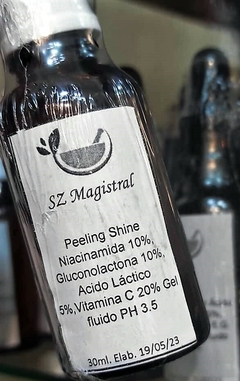 SZ Magistral
Peeling Shine
Niacinamida 10%,
Gluconolactona 10%,
Acido Láctico
5%,Vitamina C 20% Gel
fluido PH 3.5
30ml. Elab. 19/05/23